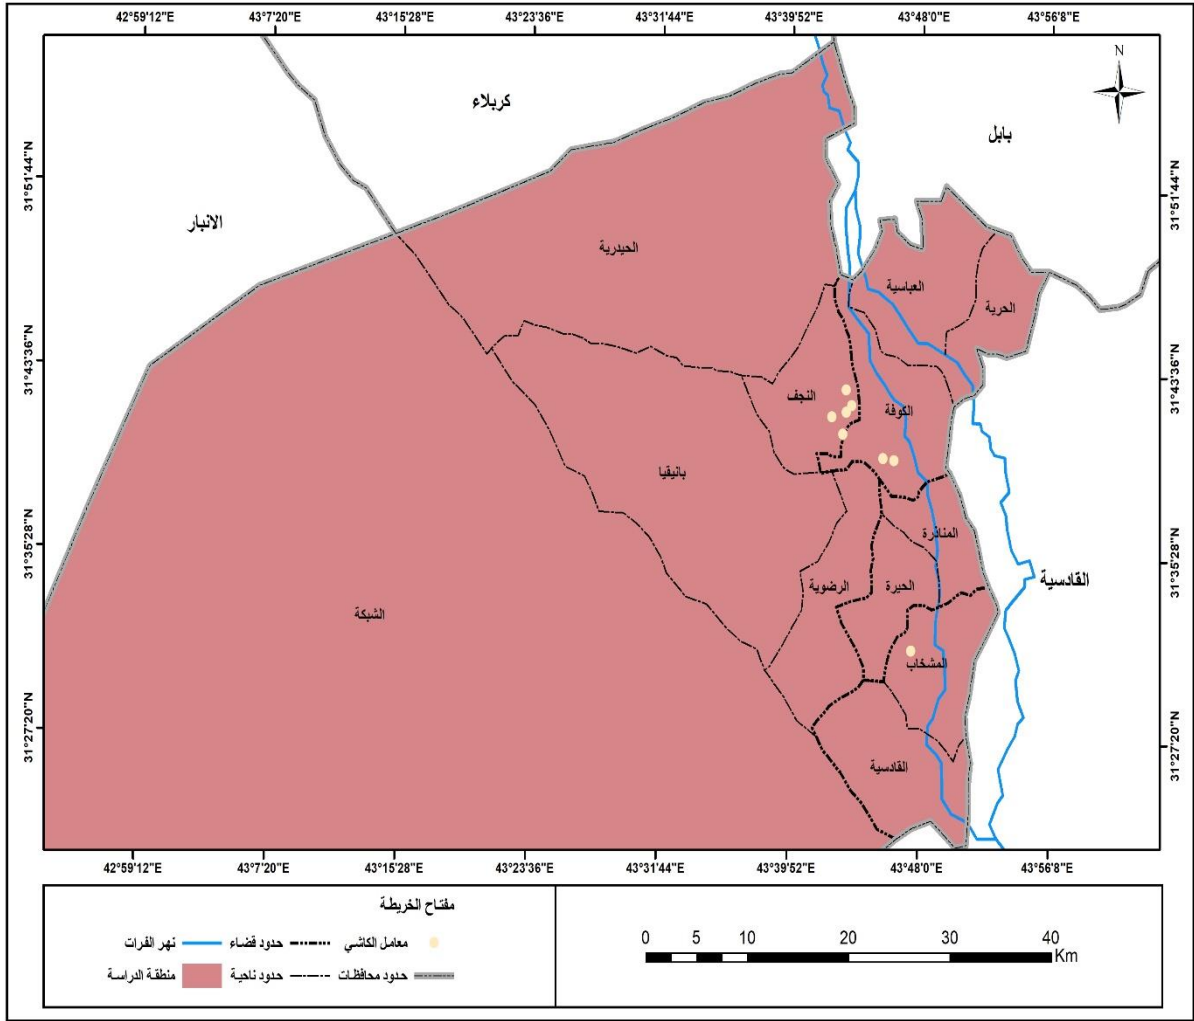 42°59'12"E 43°7'20"E 43°15'28"E 43°23'36"E 43°31'44"E 43°39'52"E 43°48'0"E 43°56'8"E
N
كربلاء
بابل
31°51'44"N
31°51'44"N
الانبار
الحيدرية
العباسية
الحرية
31°43'36"N
31°43'36"N
النجف
الكوفة
بانيقيا
المناذرة
31°35'28"N
31°35'28"N
القادسية
الرضوية
الحيرة
الشبكة
المشخاب
31°27'20"N
31°27'20"N
القادسية
42°59'12"E 43°7'20"E 43°15'28"E 43°23'36"E 43°31'44"E 43°39'52"E 43°48'0"E 43°56'8"E
مفتاح الخريطة
معامل الكاشي حدود قضاء نهر الفرات
حدود محافظات حدود ناحية منطقة الدراسة
0 5 10 20 30 40
Km